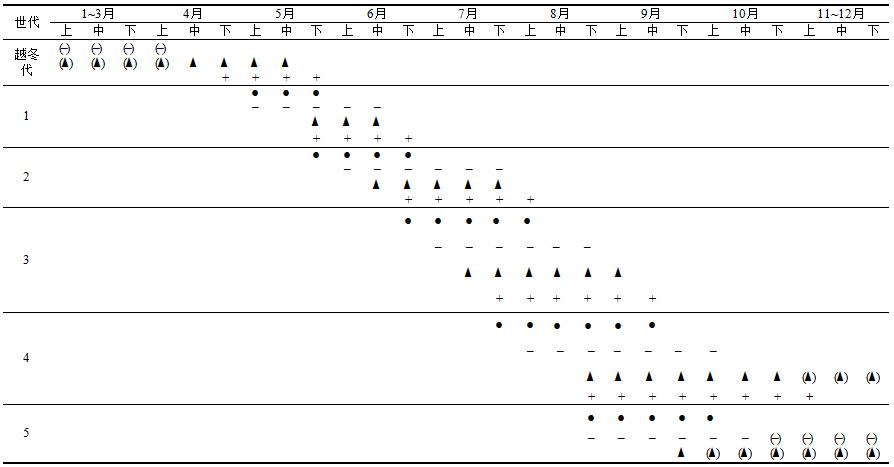 世代 1~3月 4月 5月 6月 7月 8月 9月 10月 11~12月
上 中 下 上 中 下 上 中 下 上 中 下 上 中 下 上 中 下 上 中 下 上 中 下 上 中 下
越冬代 (-) (-) (-) (-)
(▲) (▲) (▲) (▲) ▲ ▲ ▲ ▲
+ + + +
1 ● ● ●
– – – – –
▲ ▲ ▲
+ + + +
2 ● ● ● ●
– – – – – –
▲ ▲ ▲ ▲ ▲
+ + + + +
3 ● ● ● ● ●
– – – – – –
▲ ▲ ▲ ▲ ▲ ▲
+ + + + + +
4 ● ● ● ● ● ●
– – – – – – –
▲ ▲ ▲ ▲ ▲ ▲ ▲ (▲) (▲) (▲)
+ + + + + + + +
5 ● ● ● ● ●
– – – – – – (-) (-) (-) (-)
▲ (▲) (▲) (▲) (▲) (▲) (▲)